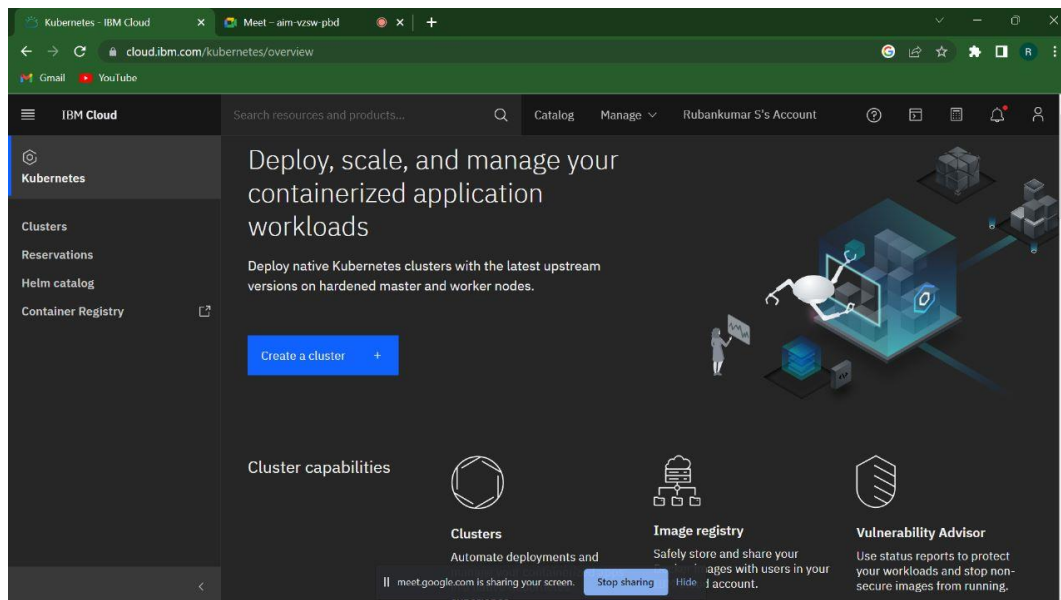 Kubernetes - IBM Cloud
Meet – aim-vzsw-pbd
cloud.ibm.com/kubernetes/overview
Gmail
YouTube
R
IBM Cloud
Search resources and products...
Catalog
Manage
Rubankumar S's Account
Kubernetes
Clusters
Reservations
Helm catalog
Container Registry
Deploy, scale, and manage your
containerized application
workloads
Deploy native Kubernetes clusters with the latest upstream
versions on hardened master and worker nodes.
Create a cluster +
Cluster capabilities
Clusters
Automate deployments and
Image registry
Safely store and share your
images with users in your
account.
Vulnerability Advisor
Use status reports to protect
your workloads and stop non-
secure images from running.
meet.google.com is sharing your screen.
Stop sharing
Hide